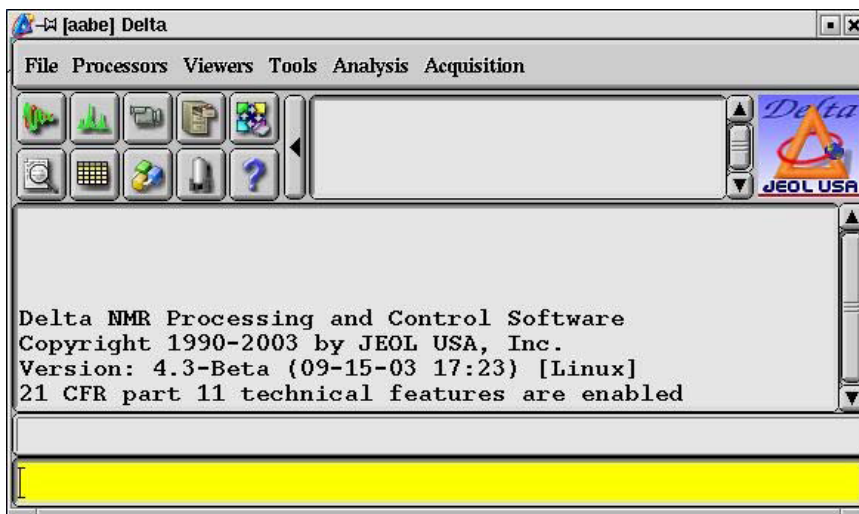 [aabe] Delta
File Processors Viewers Tools Analysis Acquisition
Delta
JEOL USA
Delta NMR Processing and Control Software
Copyright 1990-2003 by JEOL USA, Inc.
Version: 4.3-Beta (09-15-03 17:23) [Linux]
21 CFR part 11 technical features are enabled